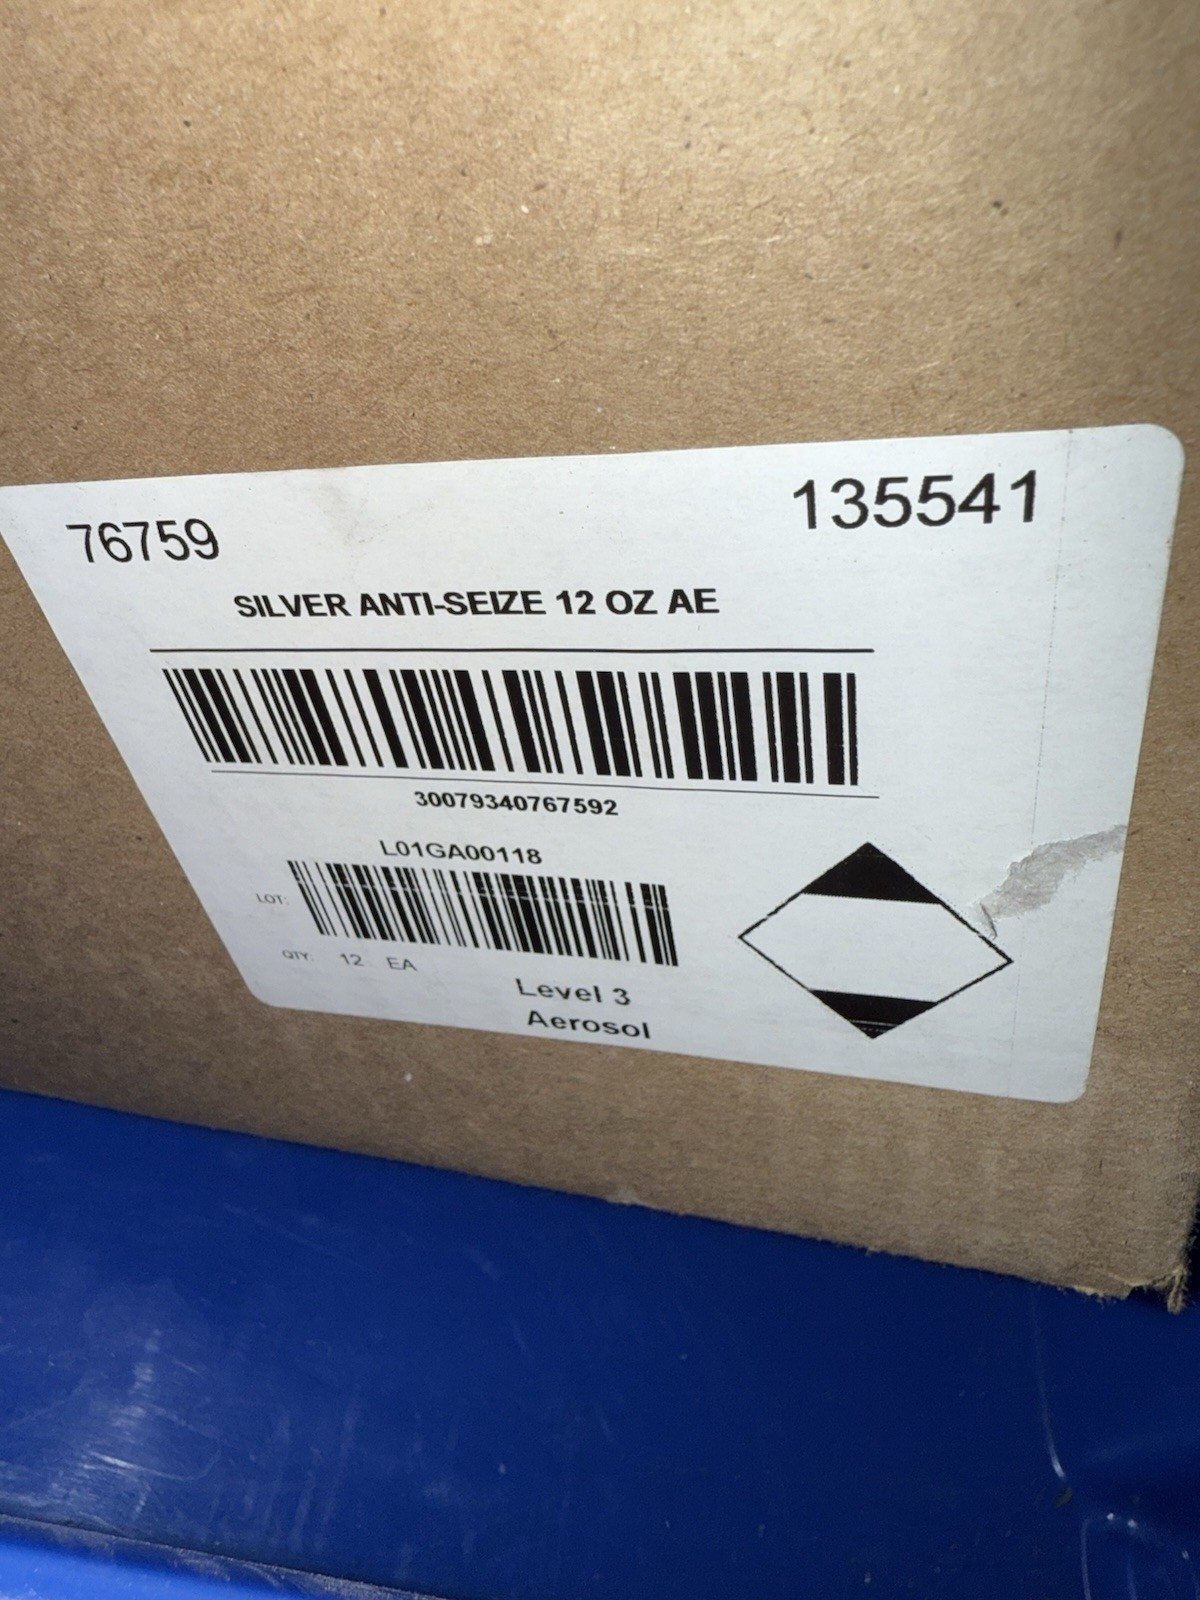 76759
135541
SILVER ANTI-SEIZE 12 OZ AE
30079340767592
L01GA00118
LOT:
QTY: 12 EA
Level 3
Aerosol